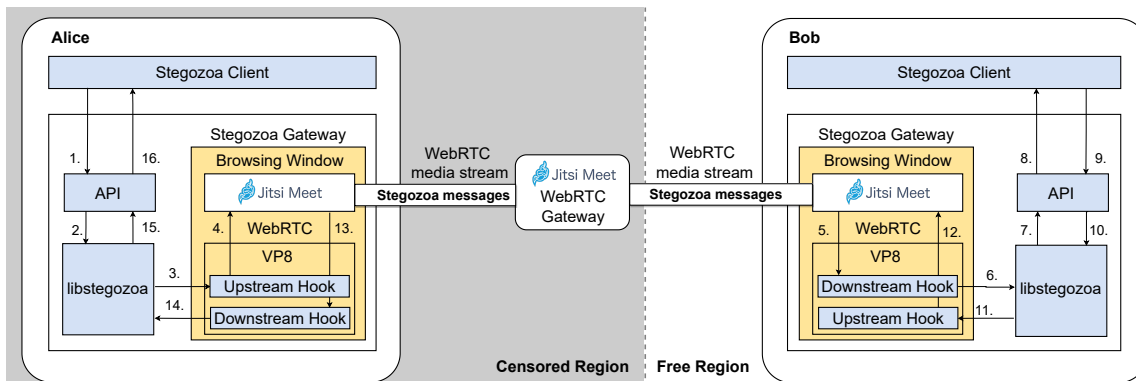 Alice
Stegozoa Client
Stegozoa Gateway
1.
16.
API
2.
15.
libstegozoa
3.
14.
Browsing Window
Jitsi Meet
4.
WebRTC
13.
VP8
Upstream Hook
Downstream Hook
WebRTC
media stream
Stegozoa messages
Jitsi Meet
WebRTC
Gateway
Censored Region
Free Region
WebRTC
media stream
Stegozoa messages
Bob
Stegozoa Client
Stegozoa Gateway
Browsing Window
Jitsi Meet
5.
WebRTC
12.
VP8
Downstream Hook
Upstream Hook
6.
11.
8.
9.
API
7.
10.
libstegozoa